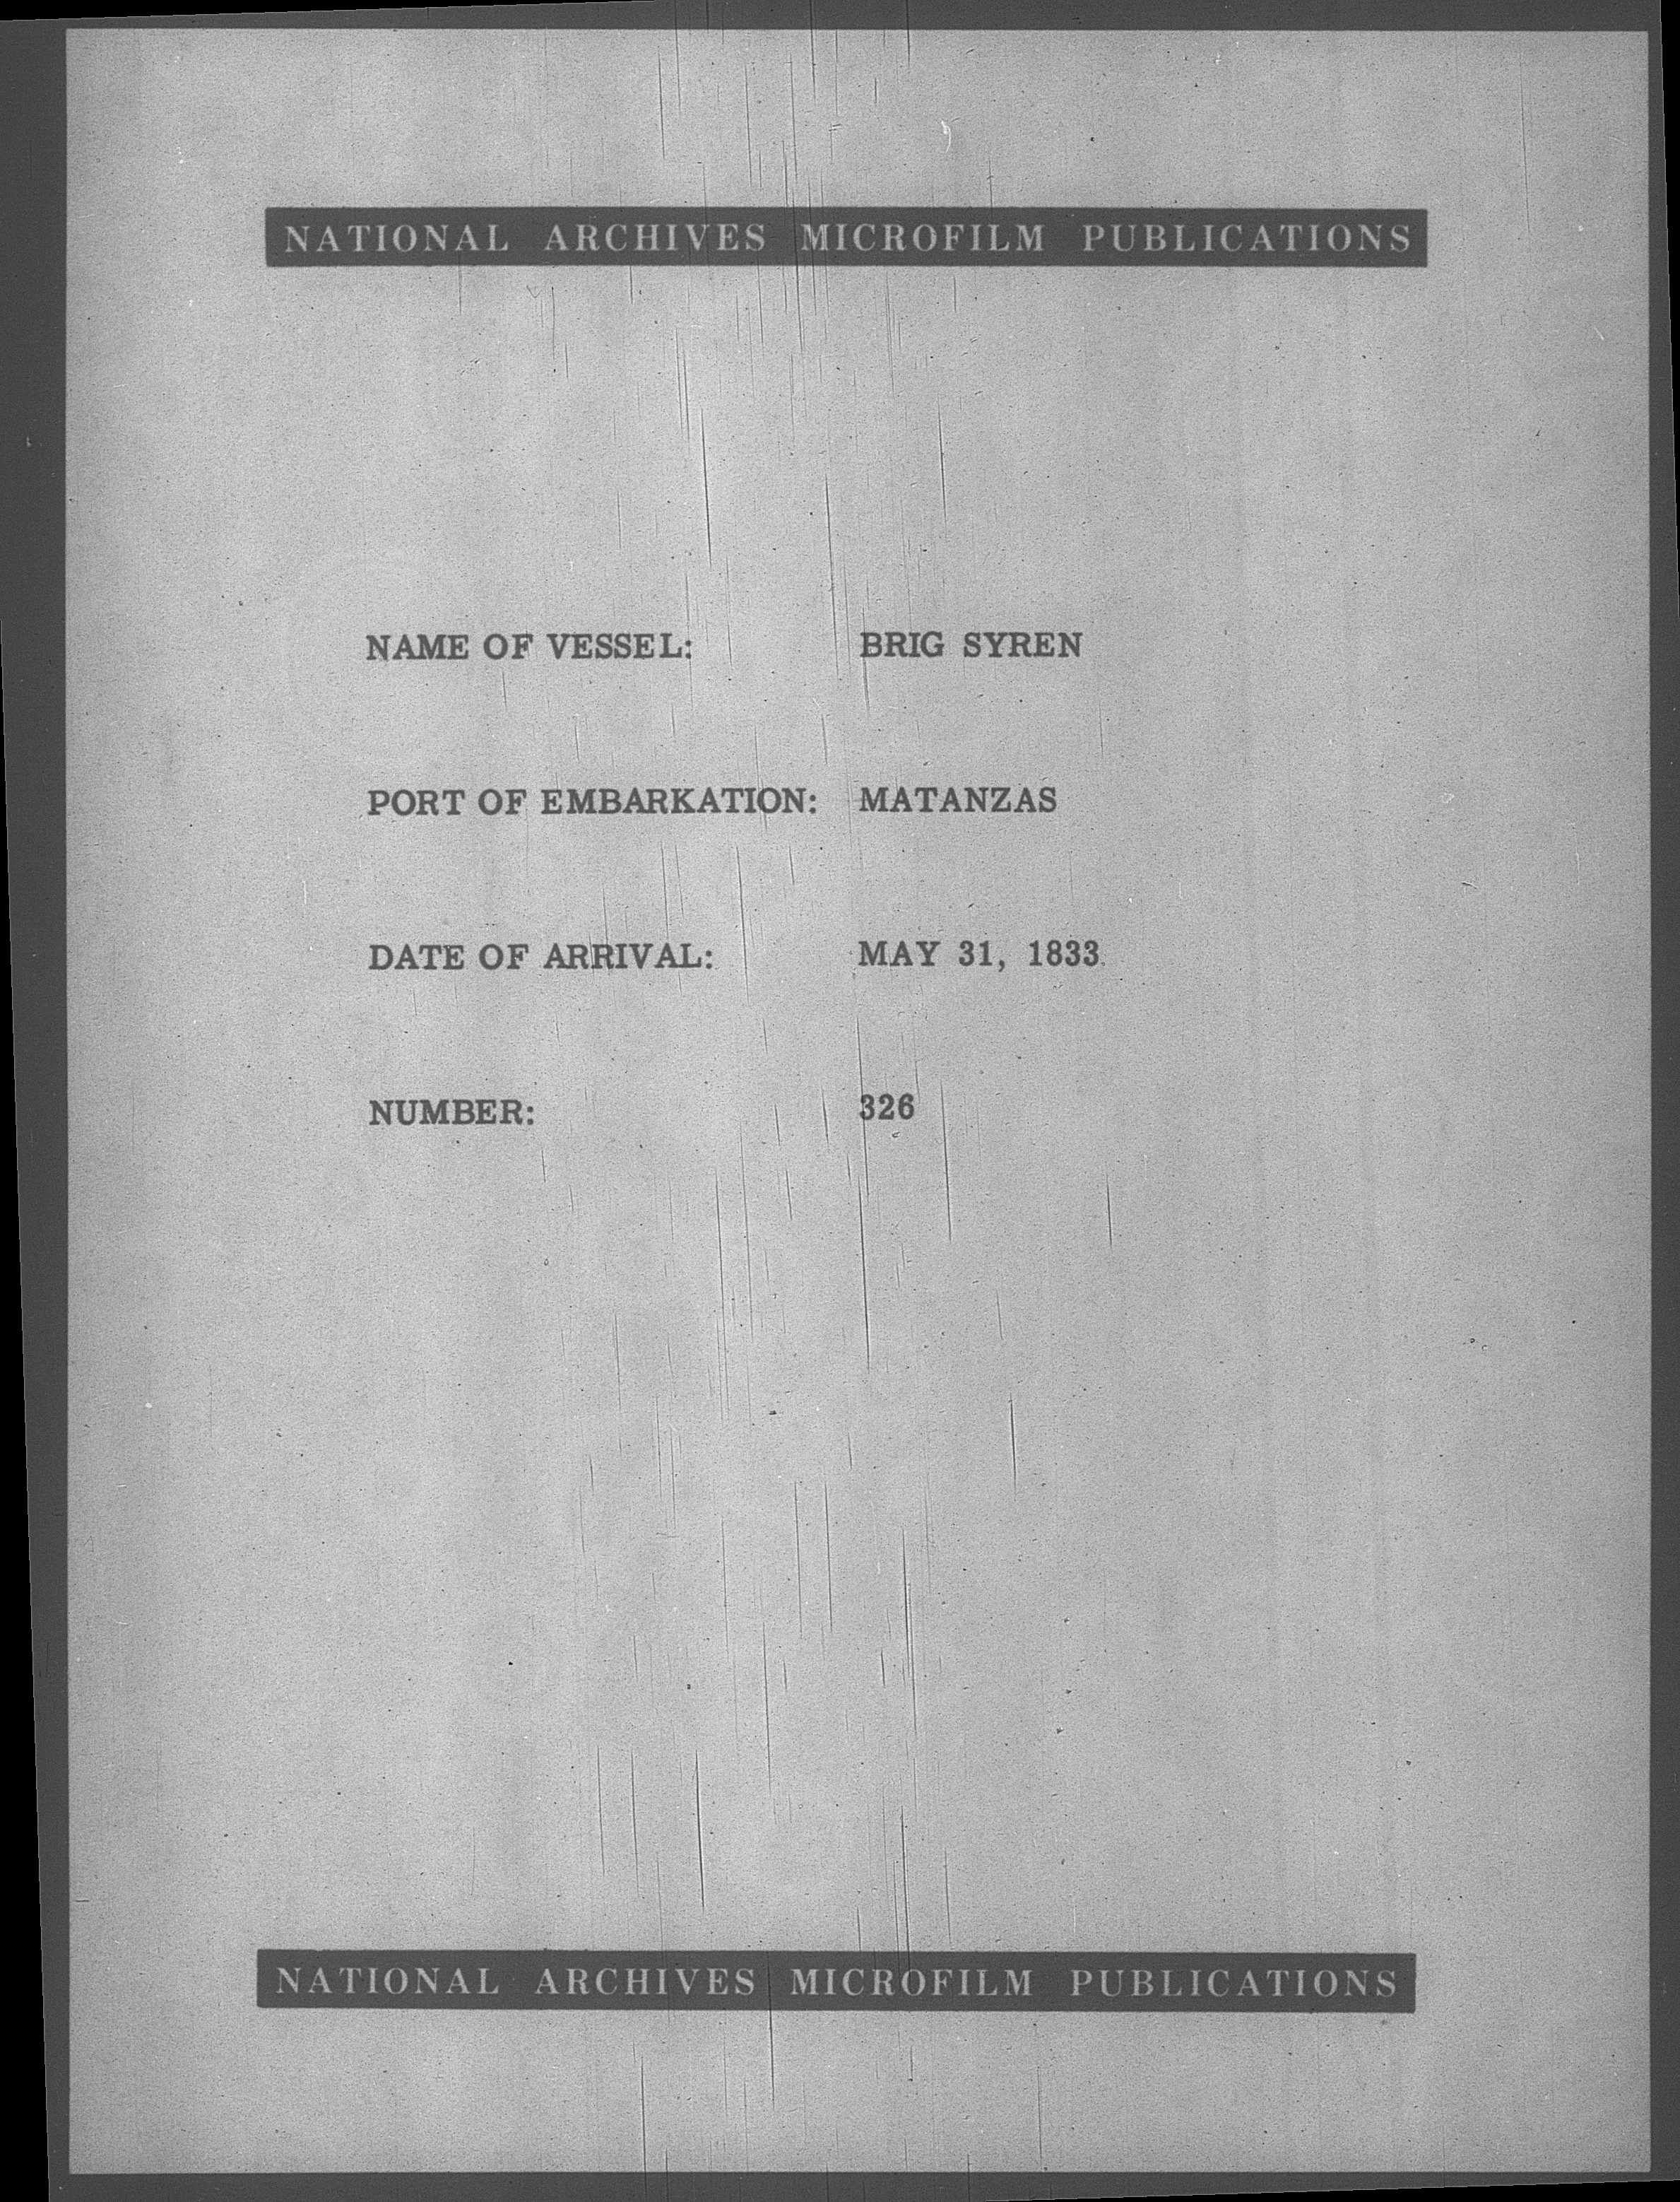 NATIONAL ARCHIVES MICROFILM PUBLICATIONS
NAME OF VESSEL: BRIG SYREN
PORT OF EMBARKATION: MATANZAS
DATE OF ARRIVAL: MAY 31, 1833
NUMBER: 326
NATIONAL ARCHIVES MICROFILM PUBLICATIONS